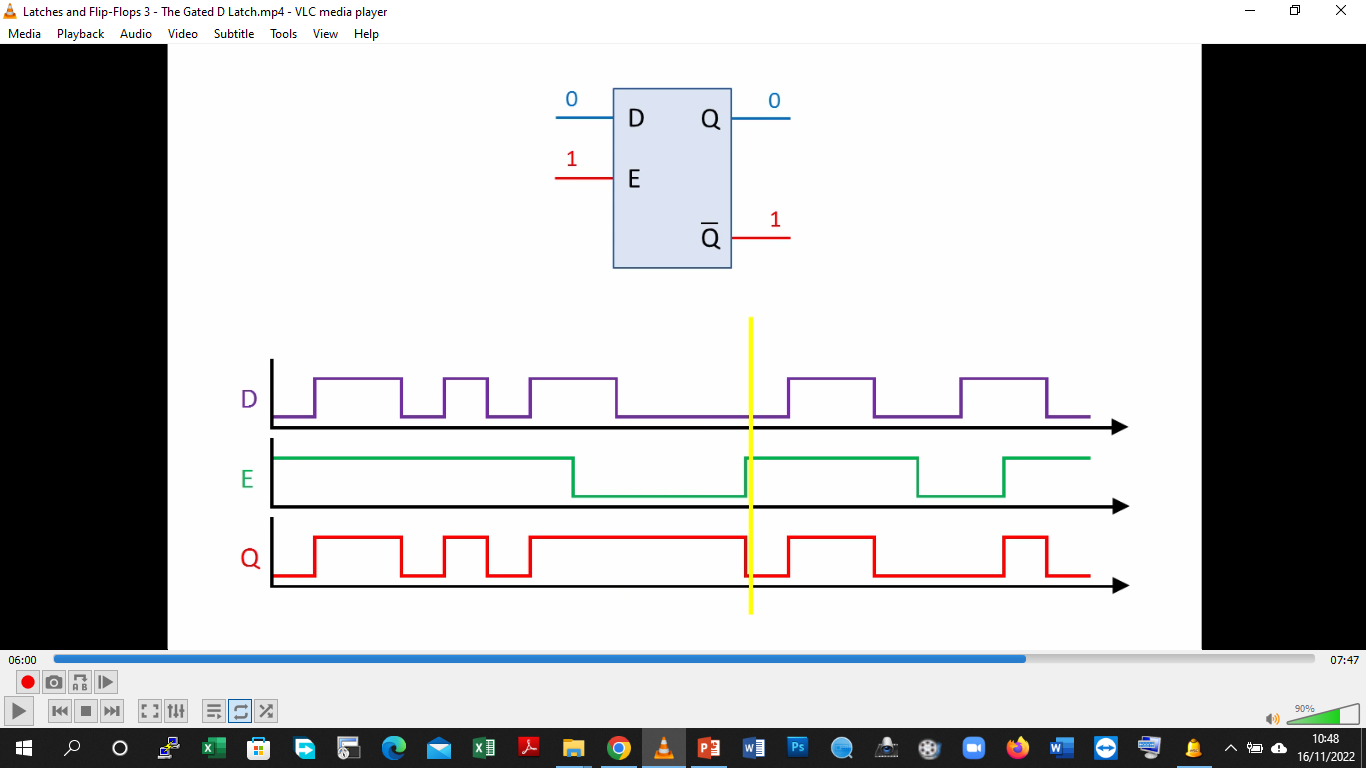 Latches and Flip-Flops 3 - The Gated D Latch.mp4 - VLC media player
Media Playback Audio Video Subtitle Tools View Help
0 D Q 0
1 E
Q̅ 1
D
E
Q
06:00 07:47
A B
90%
10:48
16/11/2022